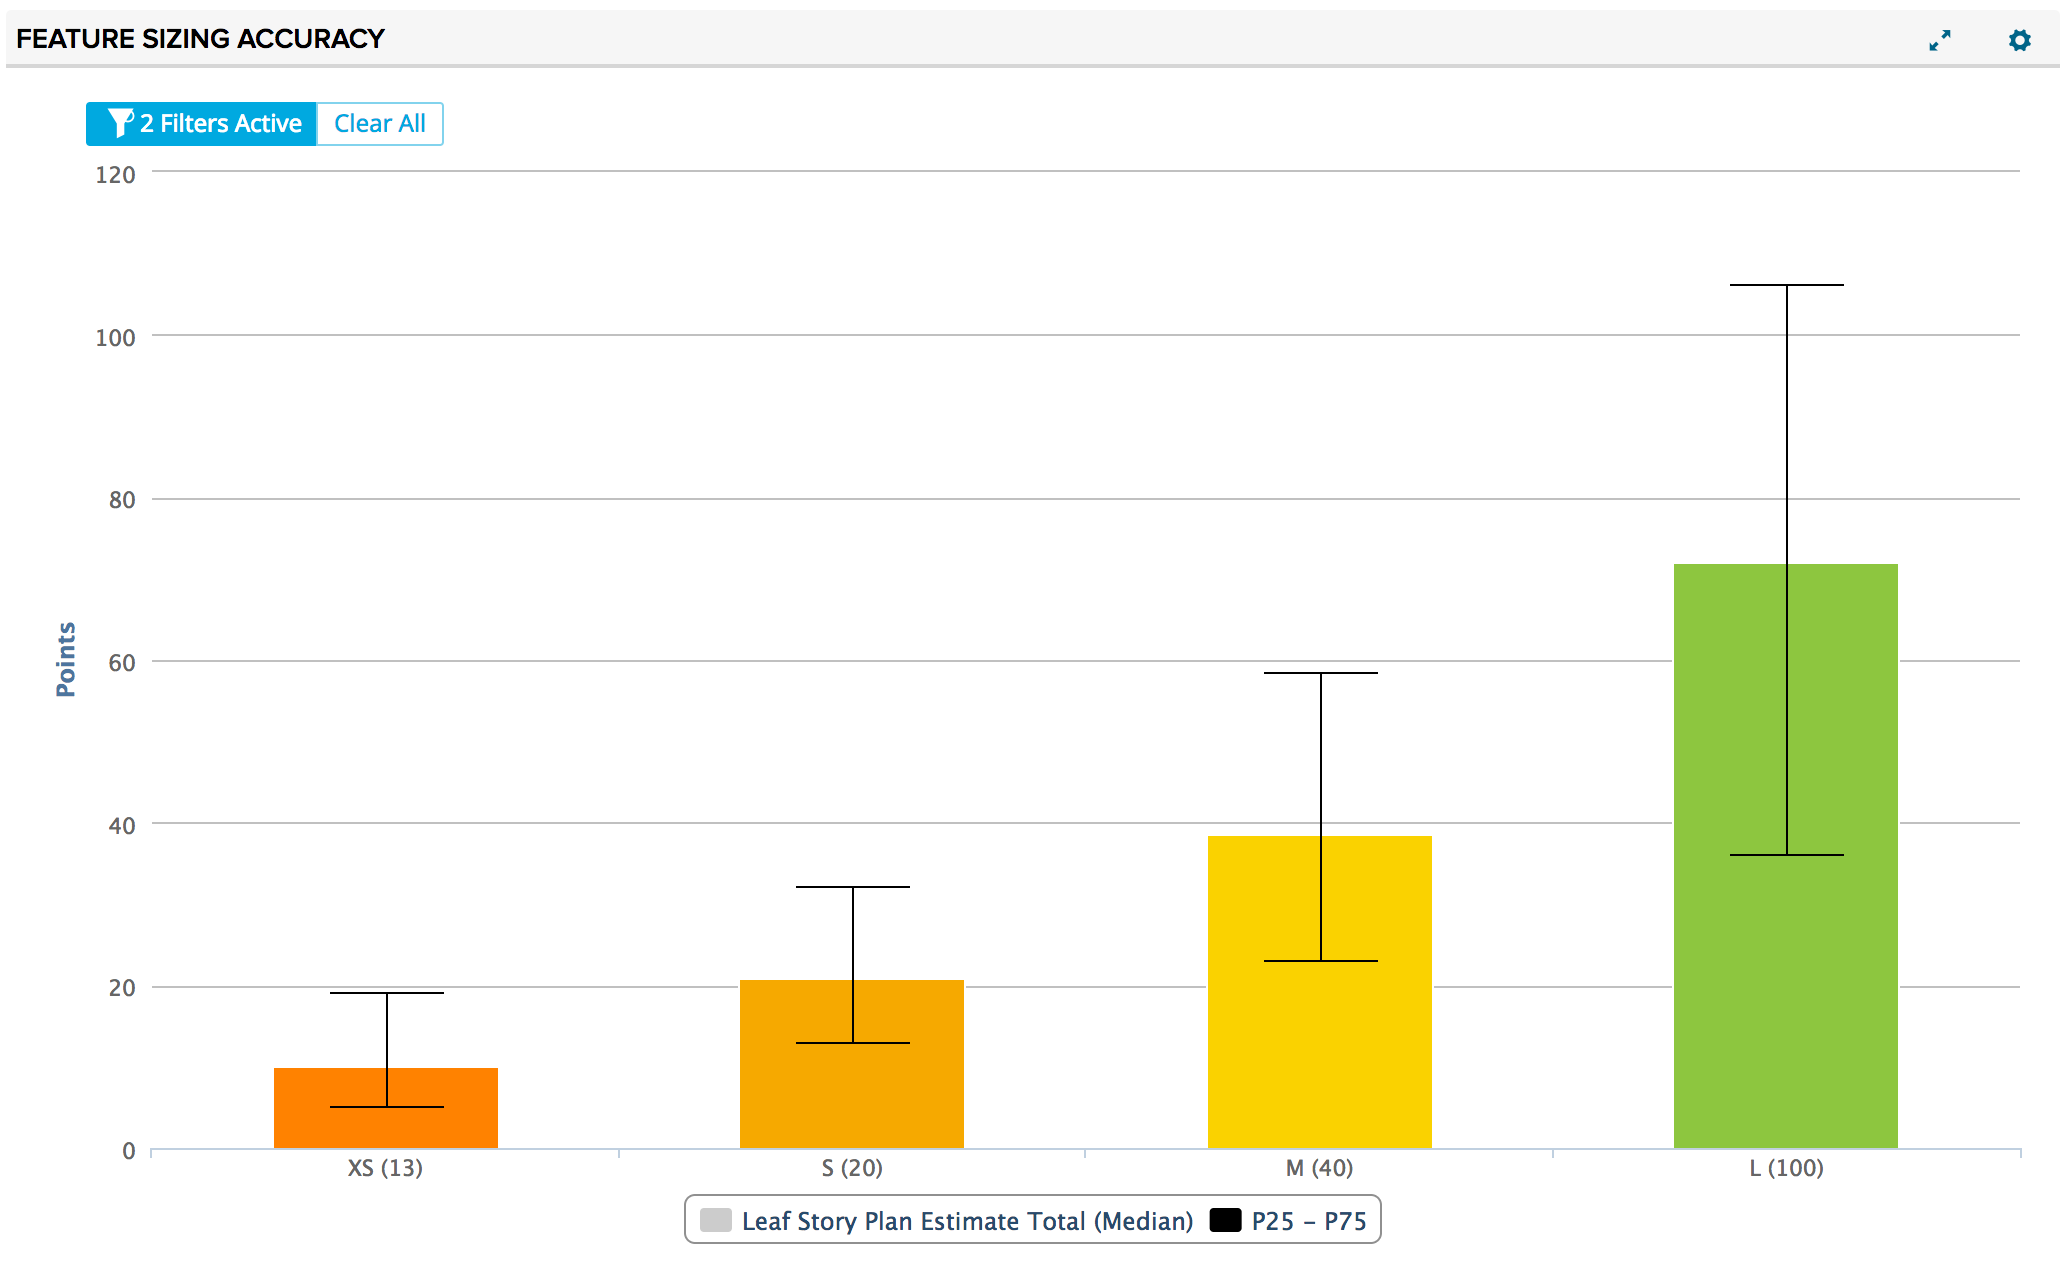 FEATURE SIZING ACCURACY
2 Filters Active Clear All
120
100
80
60
40
20
0
Points
XS (13) S (20) M (40) L (100)
Leaf Story Plan Estimate Total (Median) P25 – P75